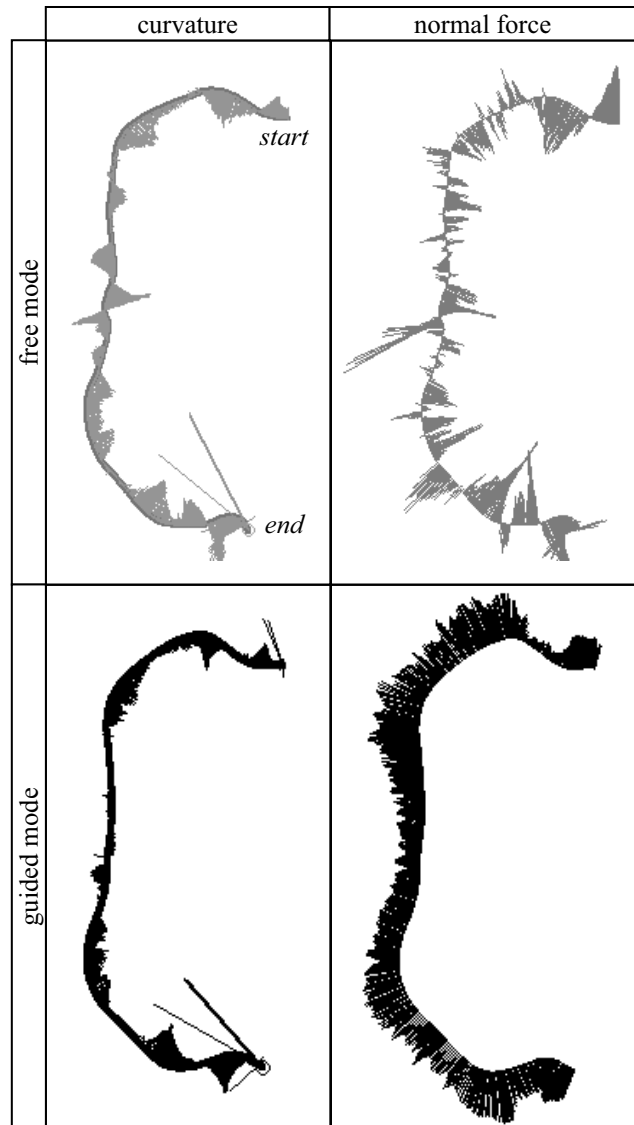 curvature
normal force
free mode
start
end
guided mode